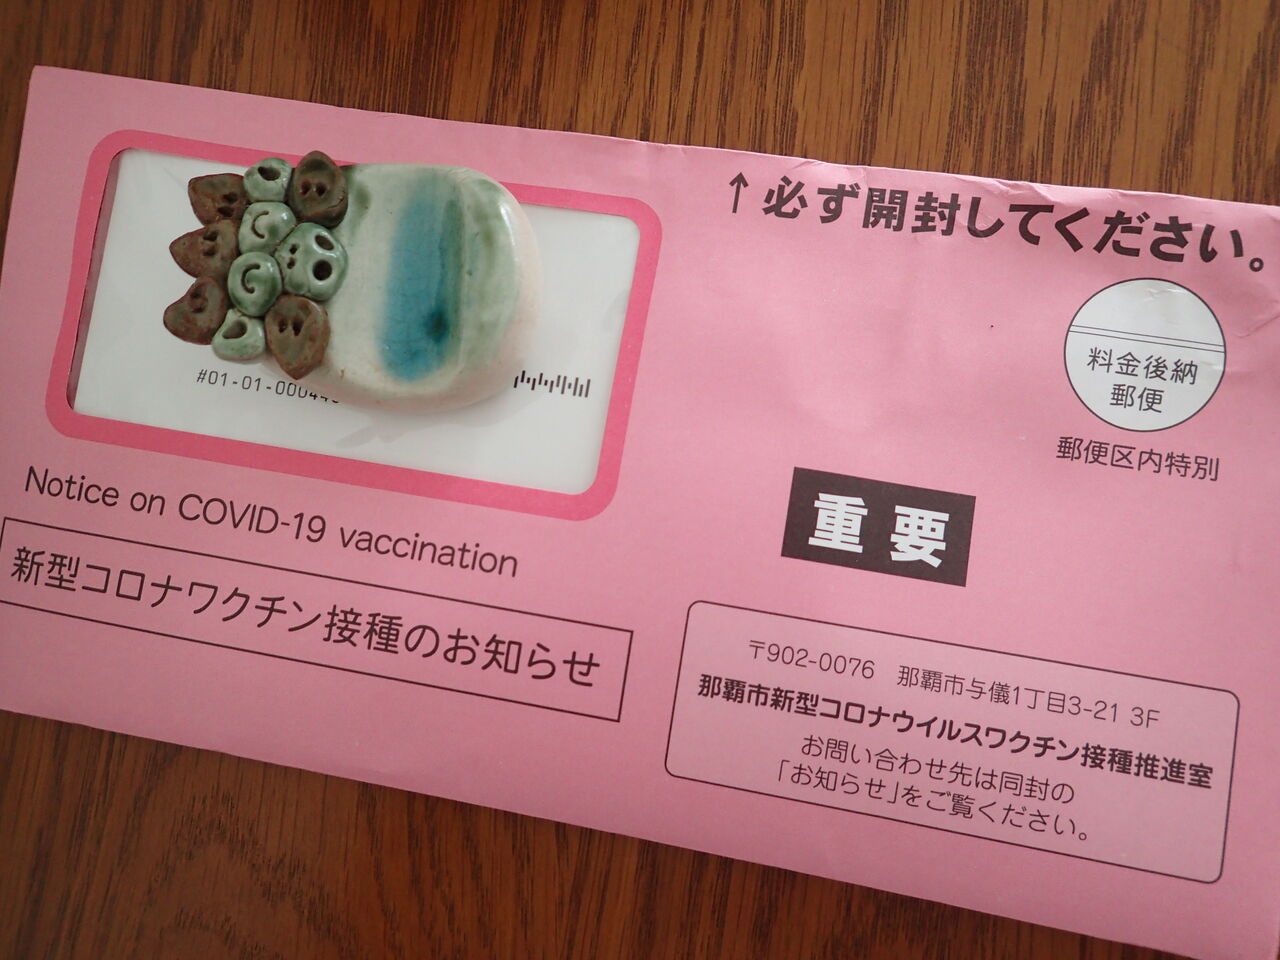 ↑必ず開封してください。
料金後納
郵便
郵便区内特別
#01-01-00044
Notice on COVID-19 vaccination
新型コロナワクチン接種のお知らせ
重要
〒902-0076 那覇市与儀1丁目3-21 3F
那覇市新型コロナウイルスワクチン接種推進室
お問い合わせ先は同封の
「お知らせ」をご覧ください。